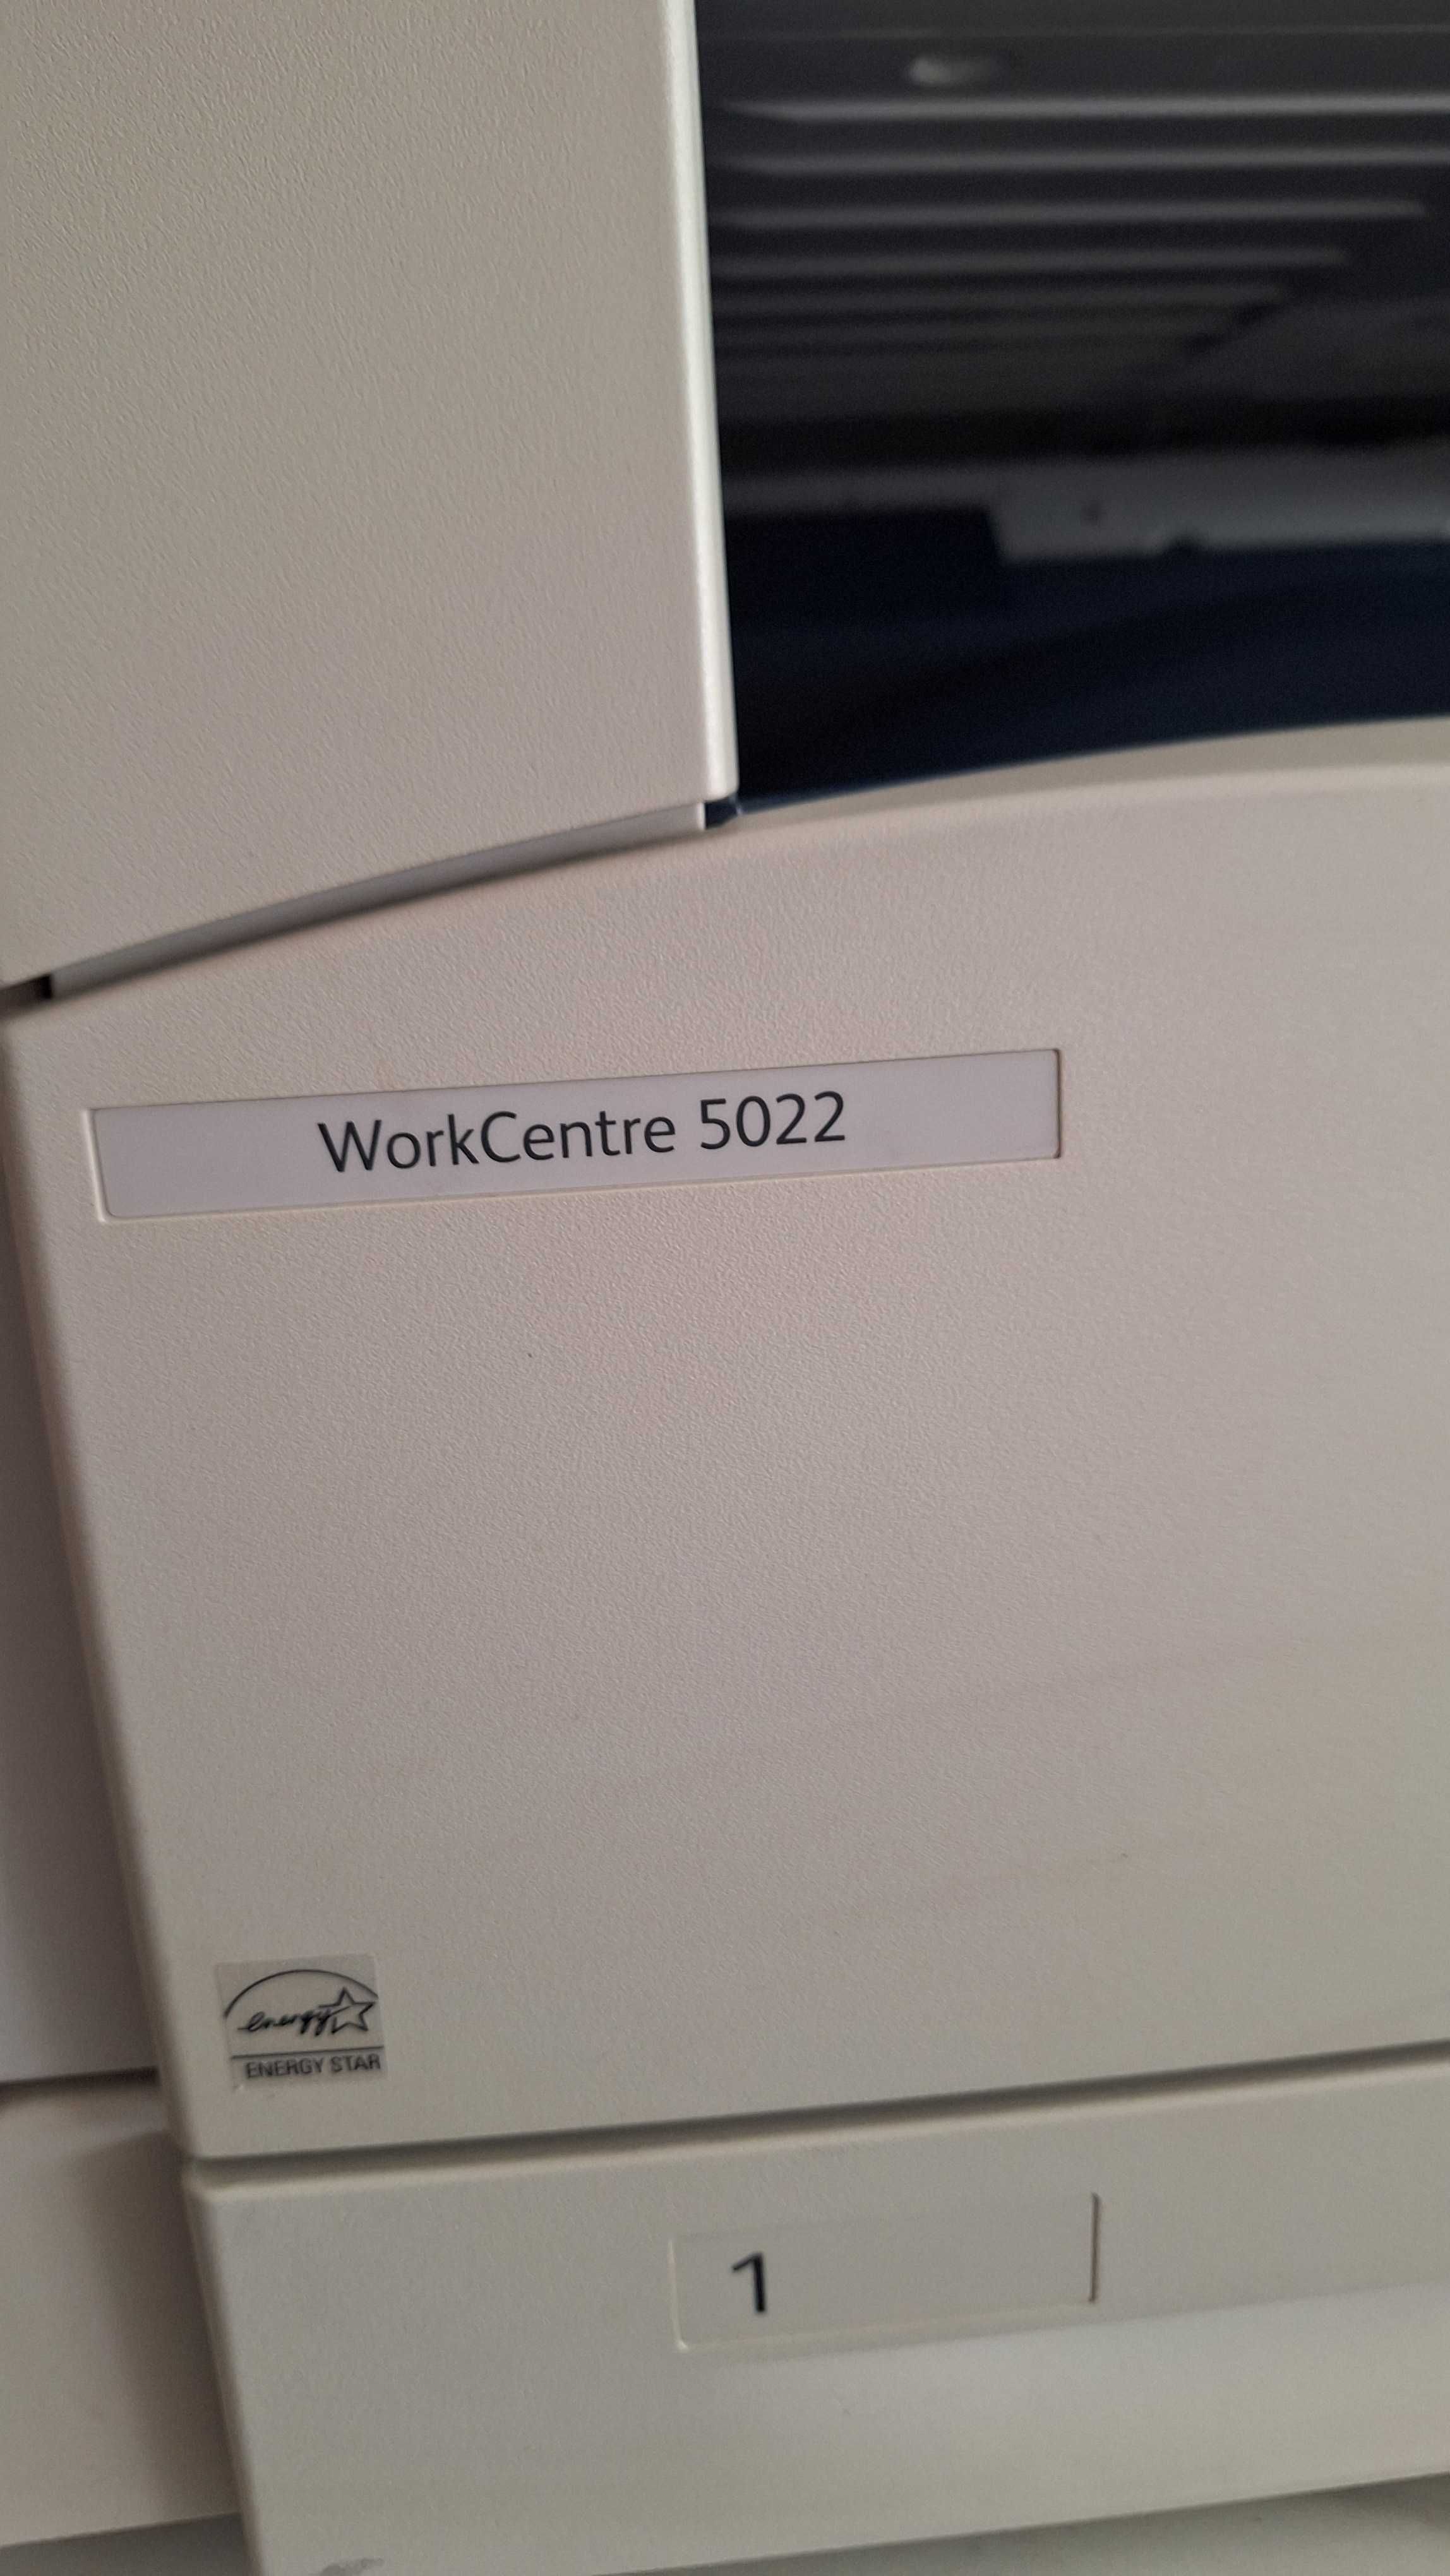 WorkCentre 5022
energy
ENERGY STAR
1